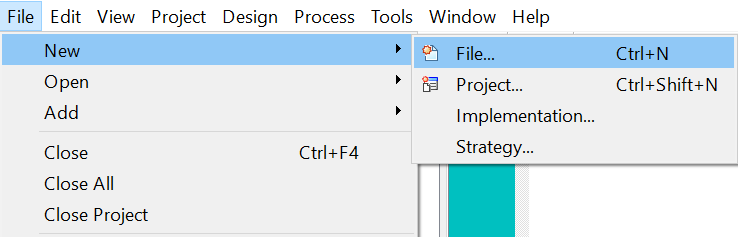 File Edit View Project Design Process Tools Window Help
New
File... Ctrl+N
Open
Project... Ctrl+Shift+N
Add
Implementation...
Strategy...
Close Ctrl+F4
Close All
Close Project